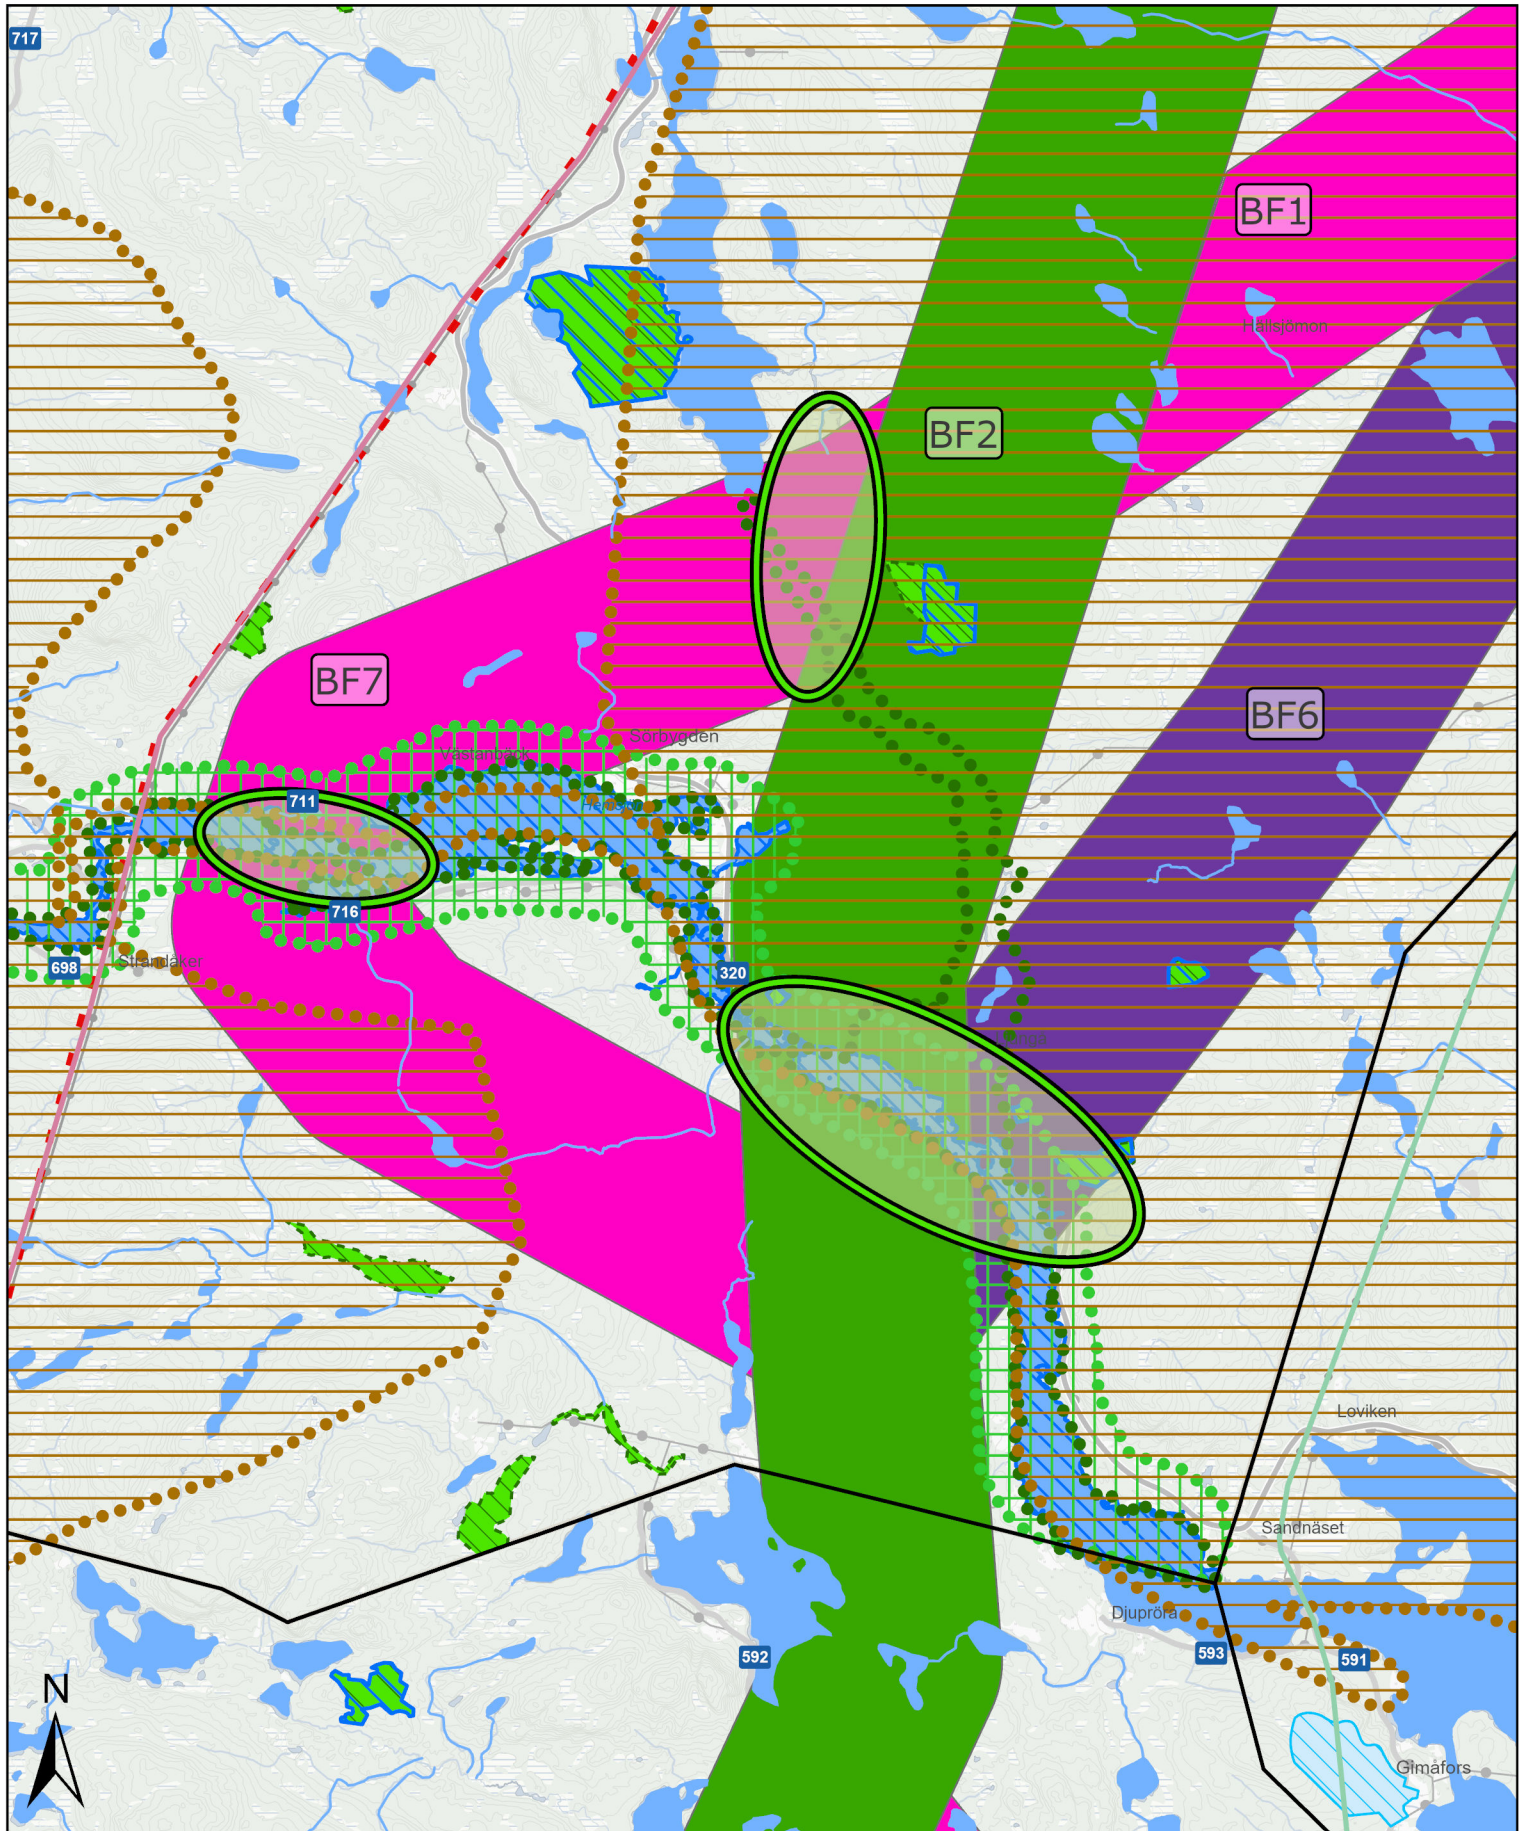 717
BF1
Hällsjömon
BF2
BF7
BF6
Sörbygden
Västanbäck
711
716
698
Strandåker
320
Loviken
Sandnäset
Djupröra
593
592
591
N
Gimåfors